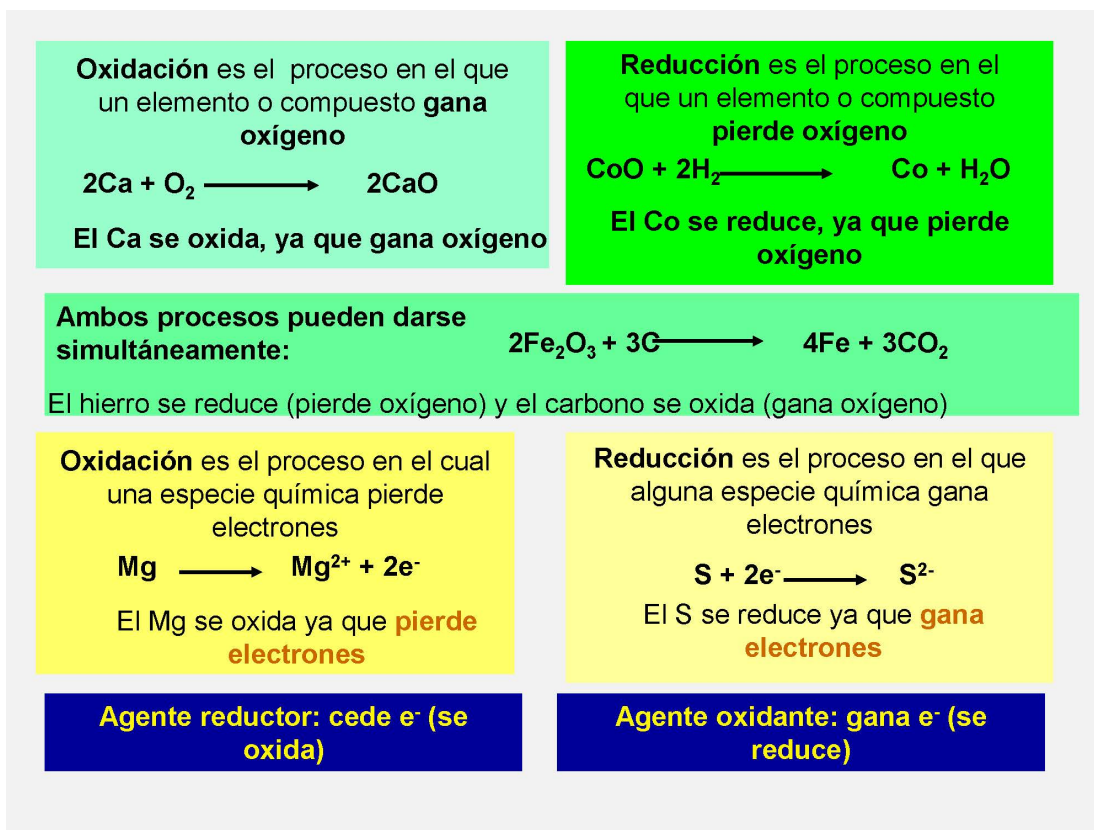 Oxidación es el proceso en el que
un elemento o compuesto gana
oxígeno
2Ca + O₂ → 2CaO
El Ca se oxida, ya que gana oxígeno
Reducción es el proceso en el
que un elemento o compuesto
pierde oxígeno
CoO + 2H₂ → Co + H₂O
El Co se reduce, ya que pierde
oxígeno
Ambos procesos pueden darse
simultáneamente:
2Fe₂O₃ + 3C → 4Fe + 3CO₂
El hierro se reduce (pierde oxígeno) y el carbono se oxida (gana oxígeno)
Oxidación es el proceso en el cual
una especie química pierde
electrones
Mg → Mg²⁺ + 2e⁻
El Mg se oxida ya que pierde
electrones
Reducción es el proceso en el que
alguna especie química gana
electrones
S + 2e⁻ → S²⁻
El S se reduce ya que gana
electrones
Agente reductor: cede e⁻ (se
oxida)
Agente oxidante: gana e⁻ (se
reduce)